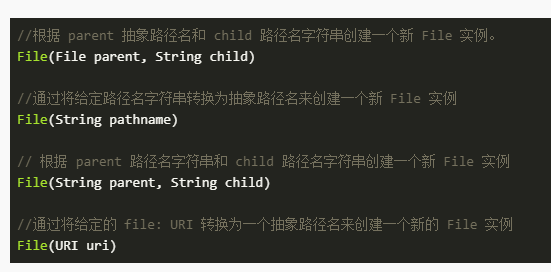 //根据 parent 抽象路径名和 child 路径名字符串创建一个新 File 实例。
File(File parent, String child)
//通过将给定路径名字符串转换为抽象路径名来创建一个新 File 实例
File(String pathname)
// 根据 parent 路径名字符串和 child 路径名字符串创建一个新 File 实例
File(String parent, String child)
//通过将给定的 file: URI 转换为一个抽象路径名来创建一个新的 File 实例
File(URI uri)